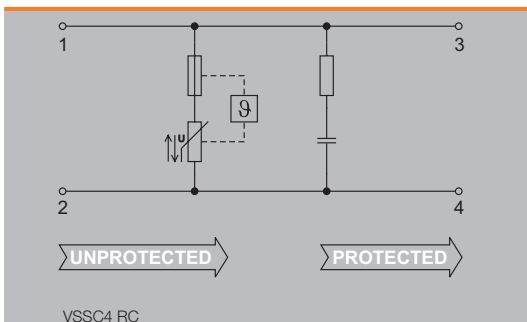 1 3
ϑ
U
2 4
UNPROTECTED PROTECTED
VSSC4 RC